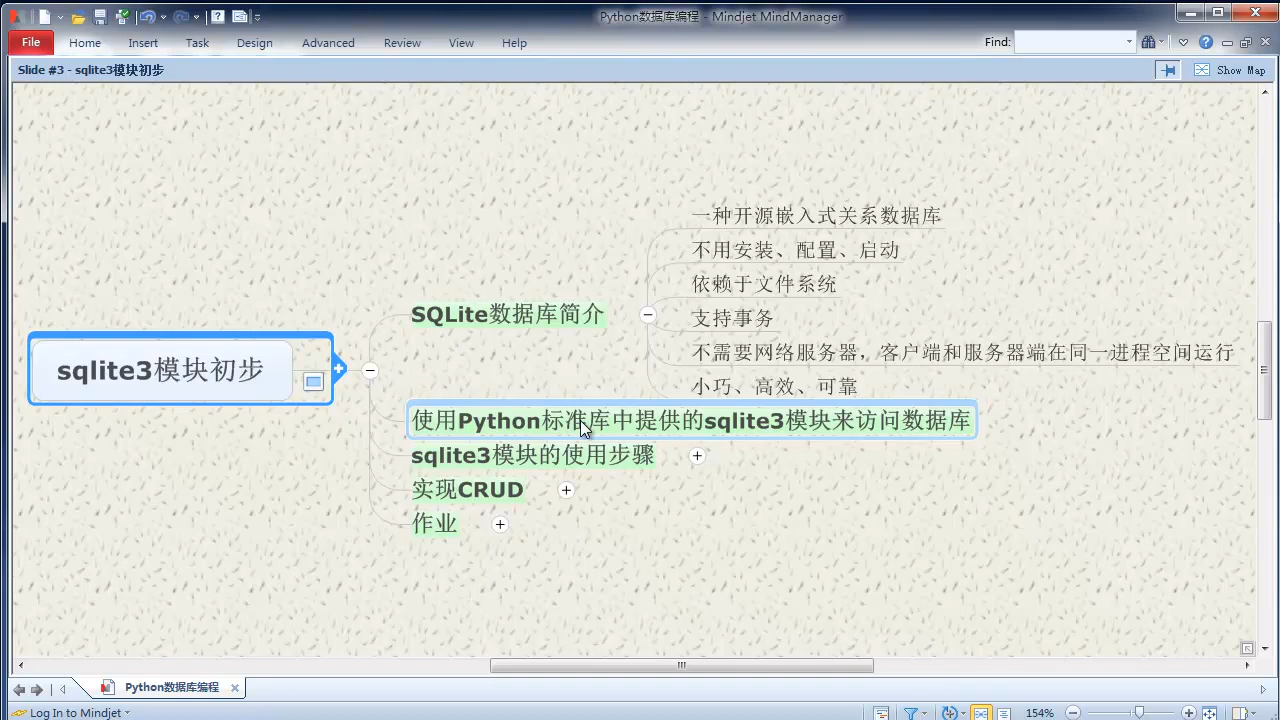 Python数据库编程 - Mindjet MindManager
File Home Insert Task Design Advanced Review View Help Find:
Slide #3 - sqlite3模块初步 Show Map
一种开源嵌入式关系数据库
不用安装、配置、启动
依赖于文件系统
SQLite数据库简介
支持事务
不需要网络服务器，客户端和服务器端在同一进程空间运行
sqlite3模块初步
小巧、高效、可靠
使用Python标准库中提供的sqlite3模块来访问数据库
sqlite3模块的使用步骤
实现CRUD
作业
Python数据库编程
Log In to Mindjet 154%